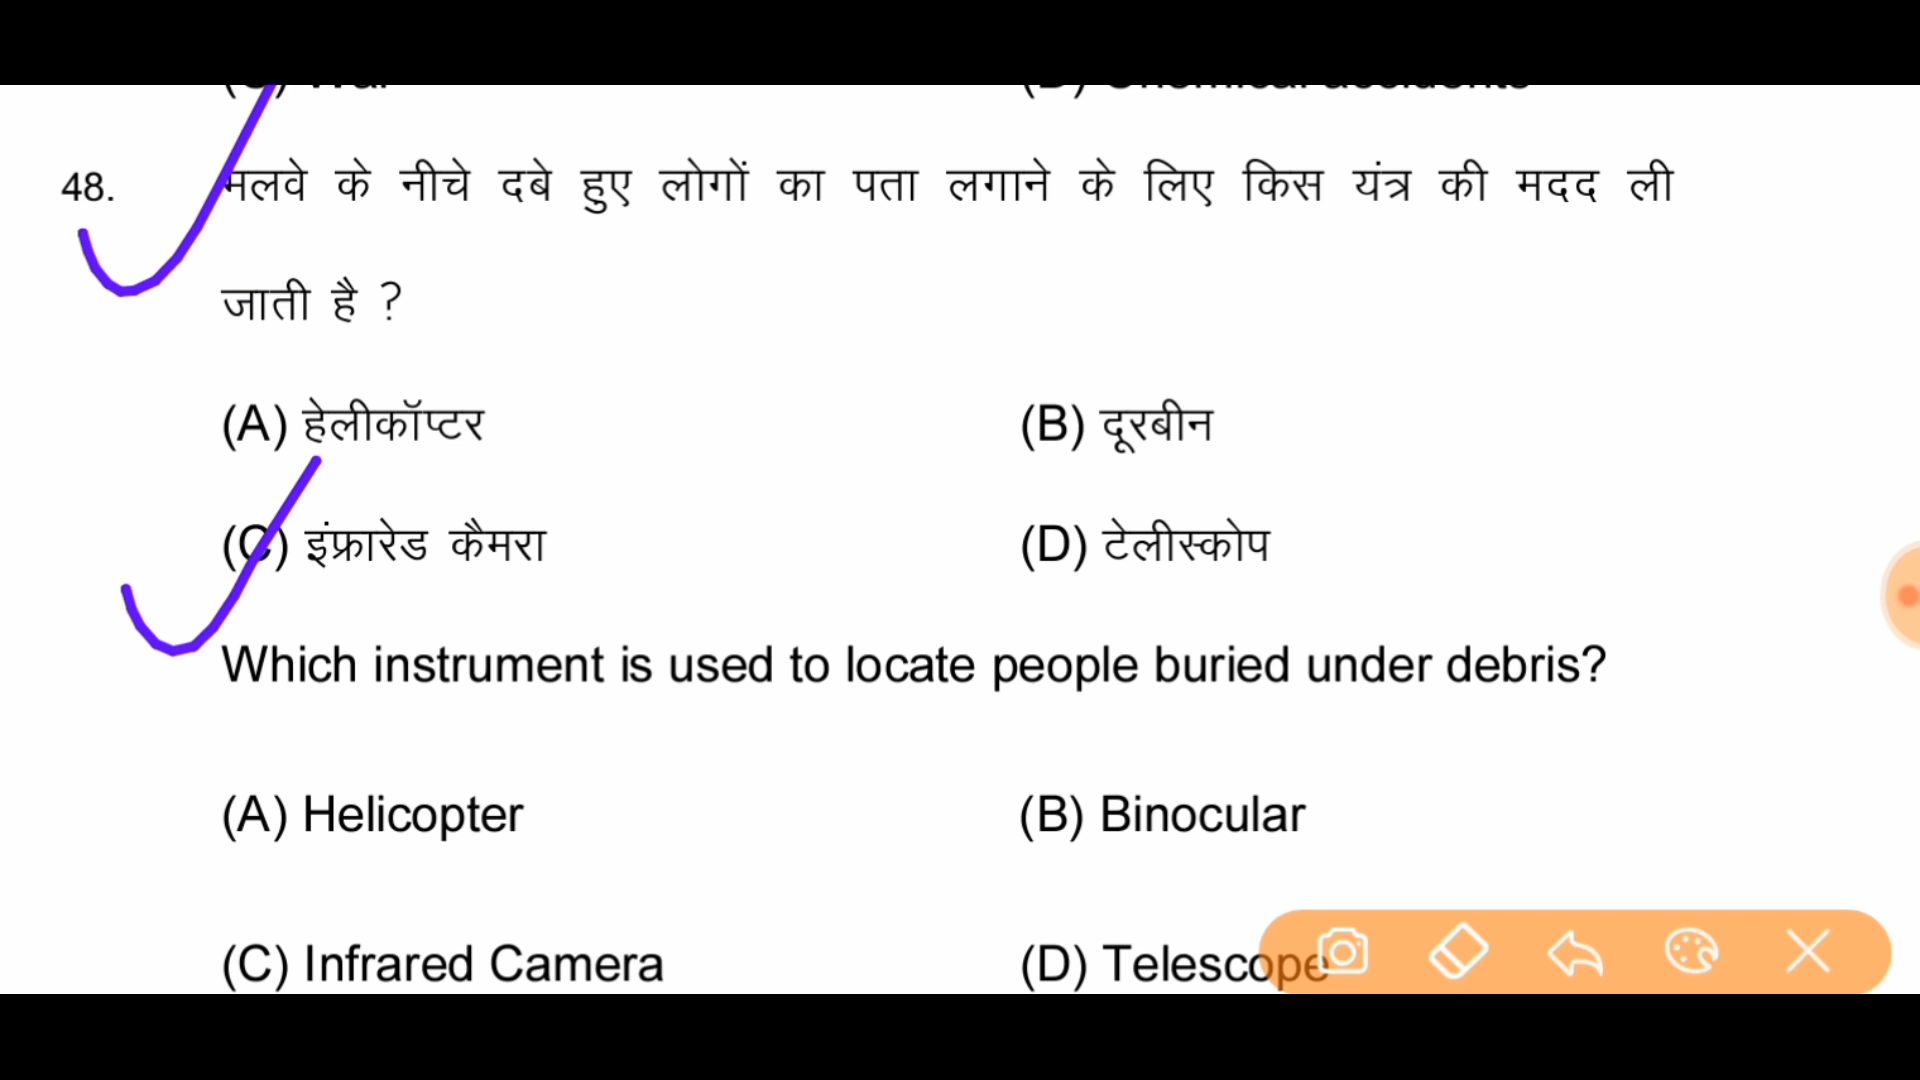 48. मलवे के नीचे दबे हुए लोगों का पता लगाने के लिए किस यंत्र की मदद ली
जाती है ?
(A) हेलीकॉप्टर (B) दूरबीन
(C) इंफ्रारेड कैमरा (D) टेलीस्कोप
Which instrument is used to locate people buried under debris?
(A) Helicopter (B) Binocular
(C) Infrared Camera (D) Telescope